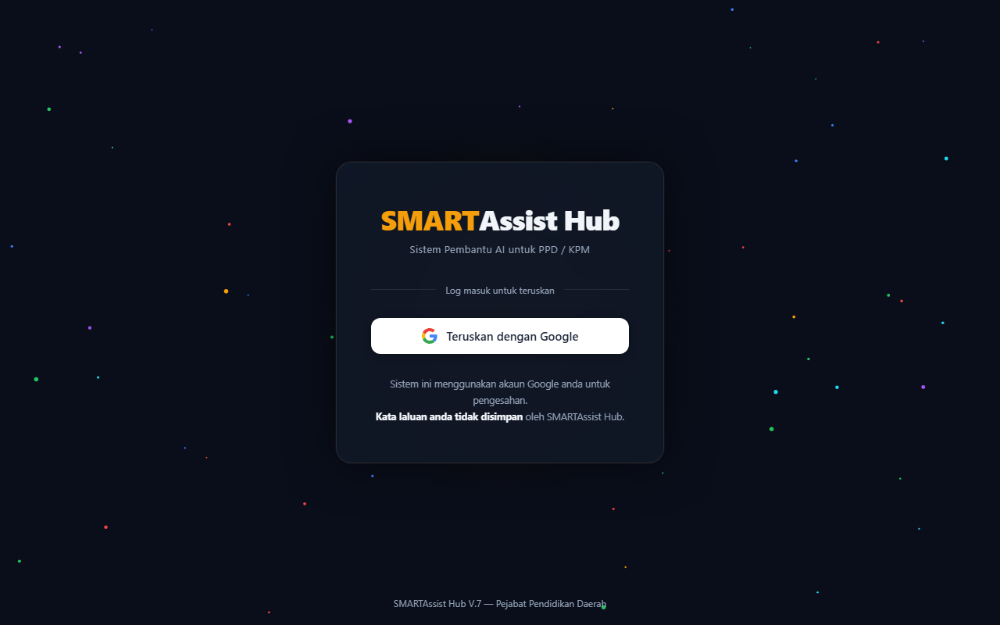 SMARTAssist Hub
Sistem Pembantu AI untuk PPD / KPM
Log masuk untuk teruskan
Teruskan dengan Google
Sistem ini menggunakan akaun Google anda untuk
pengesahan.
Kata laluan anda tidak disimpan oleh SMARTAssist Hub.
SMARTAssist Hub V.7 — Pejabat Pendidikan Daerah